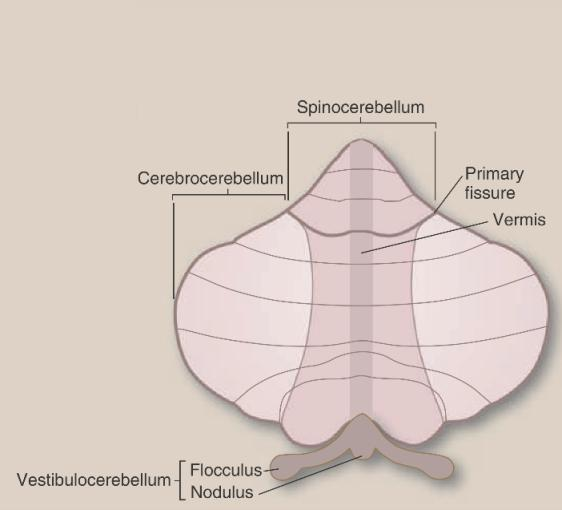 Spinocerebellum
Cerebrocerebellum
Primary
fissure
Vermis
Vestibulocerebellum
Flocculus
Nodulus